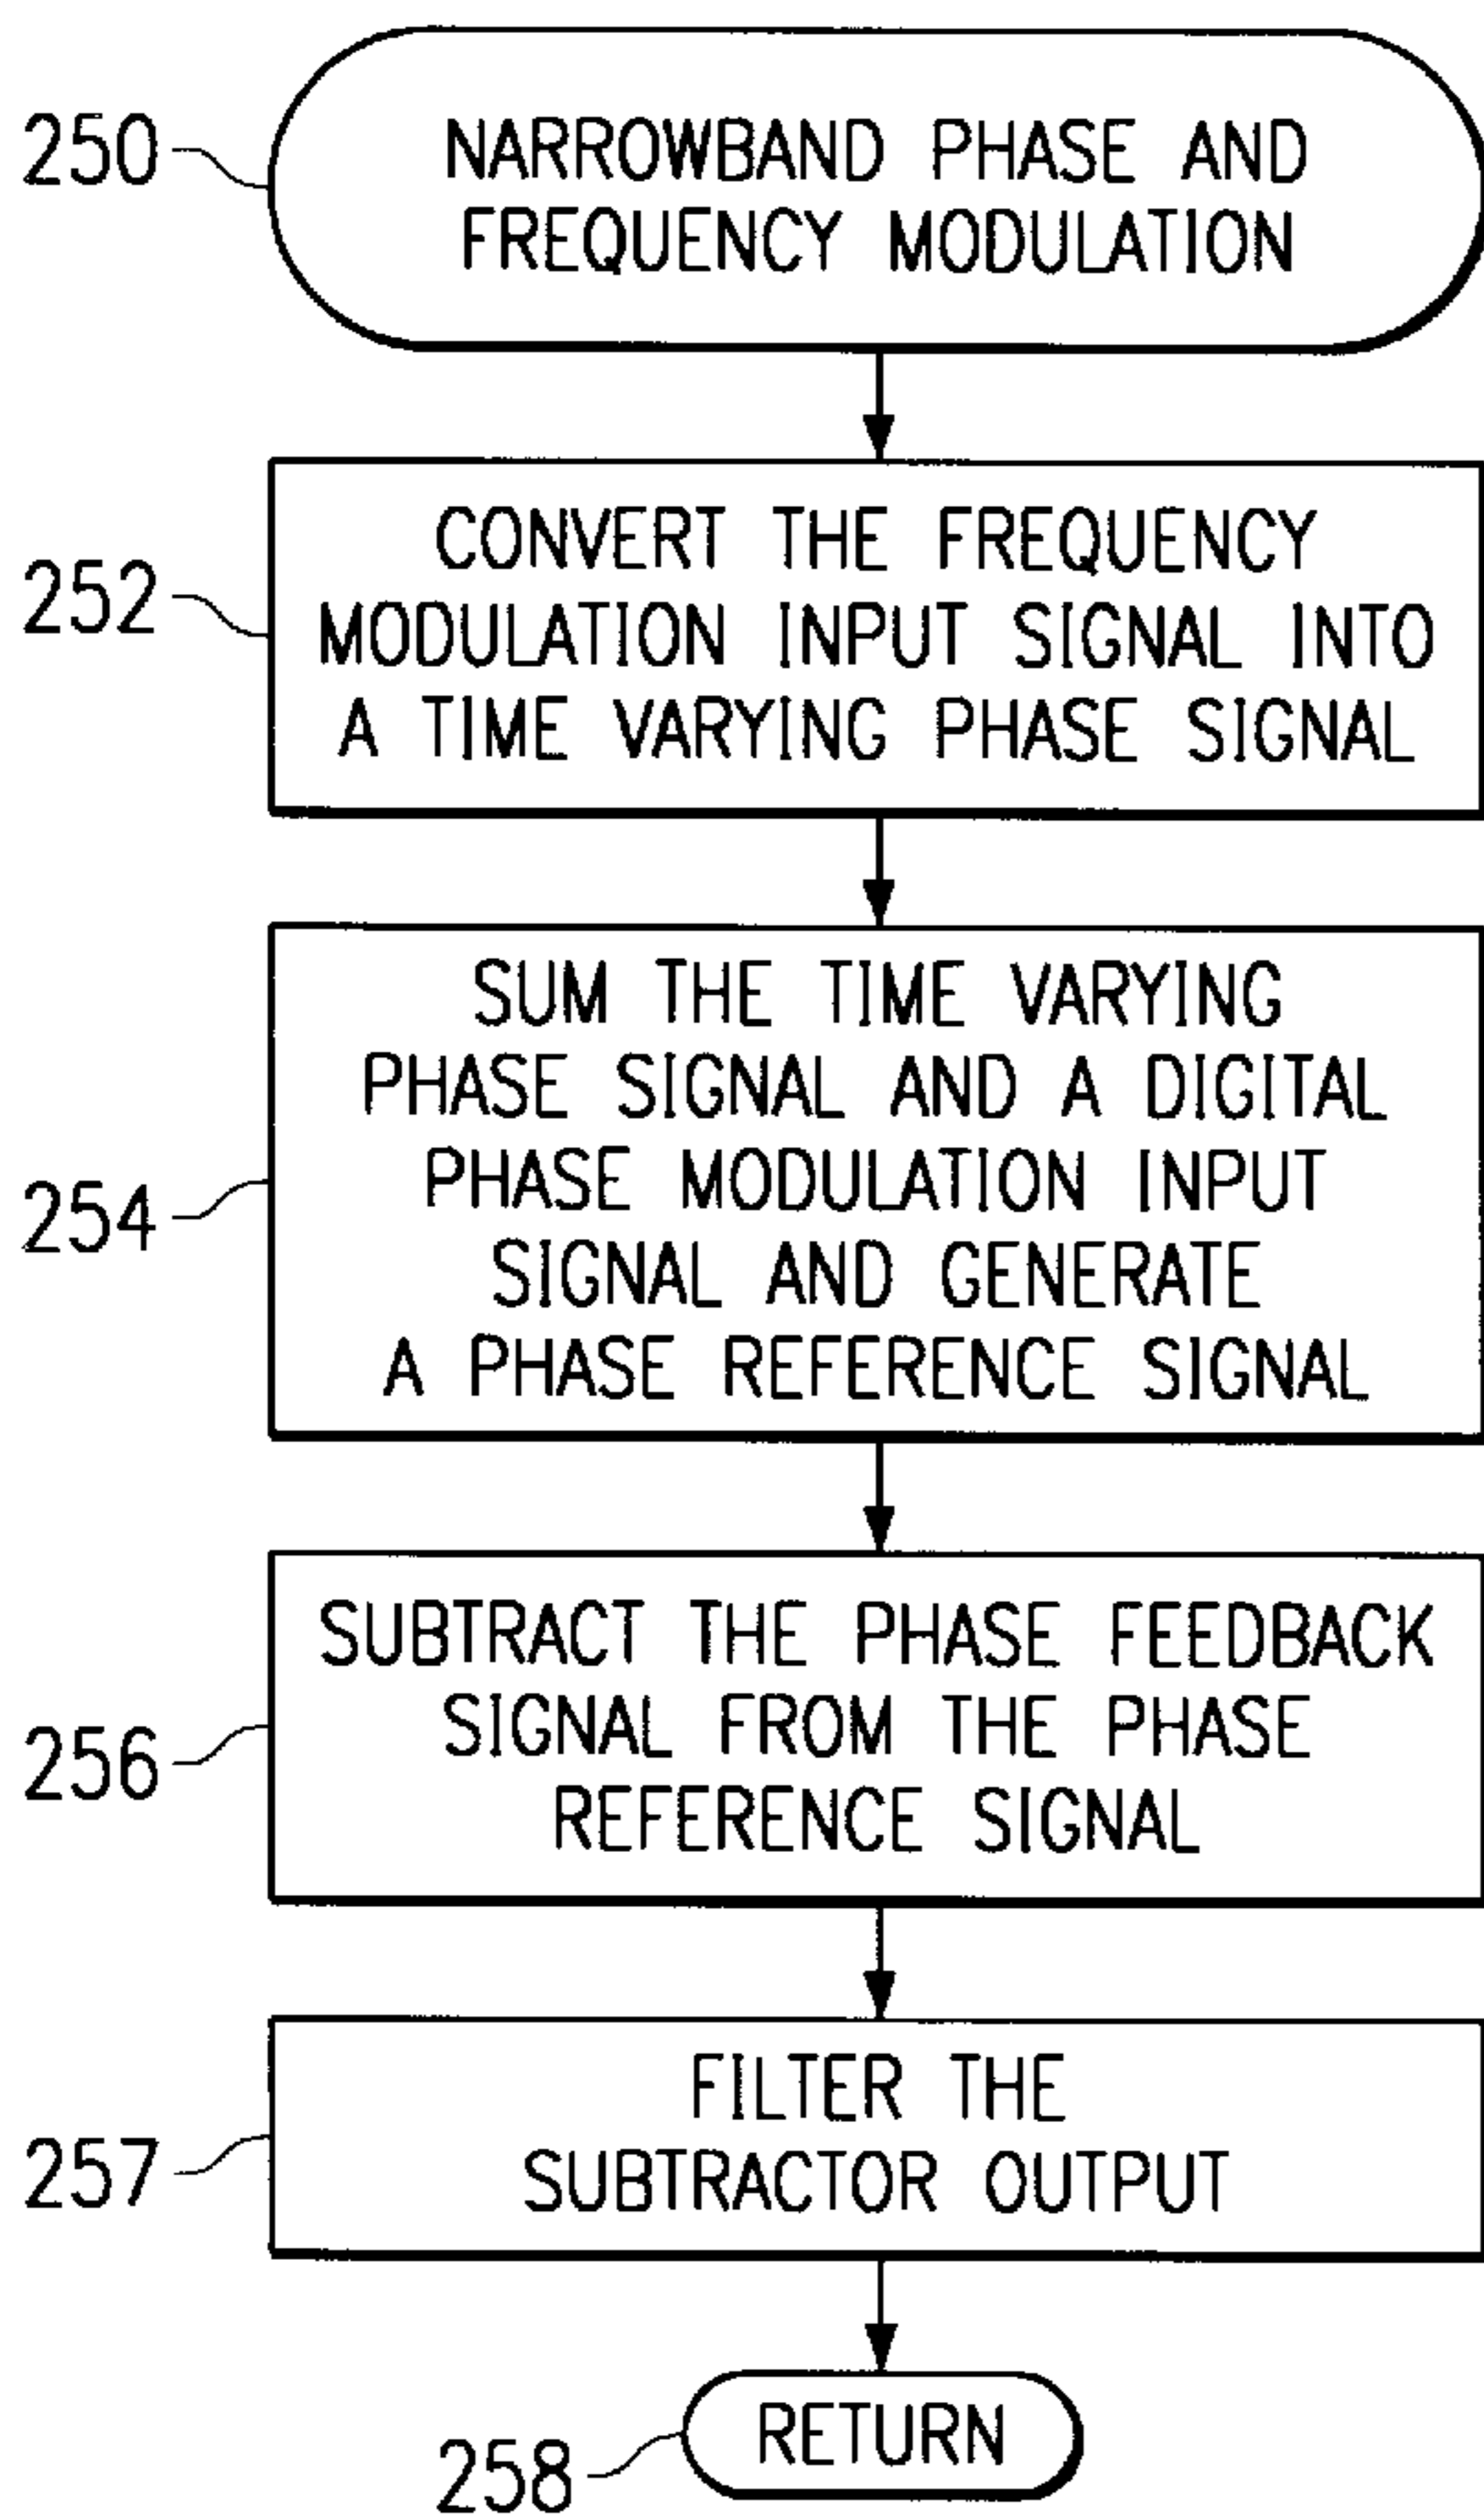 250
NARROWBAND PHASE AND
FREQUENCY MODULATION
252
CONVERT THE FREQUENCY
MODULATION INPUT SIGNAL INTO
A TIME VARYING PHASE SIGNAL
254
SUM THE TIME VARYING
PHASE SIGNAL AND A DIGITAL
PHASE MODULATION INPUT
SIGNAL AND GENERATE
A PHASE REFERENCE SIGNAL
256
SUBTRACT THE PHASE FEEDBACK
SIGNAL FROM THE PHASE
REFERENCE SIGNAL
257
FILTER THE
SUBTRACTOR OUTPUT
258
RETURN